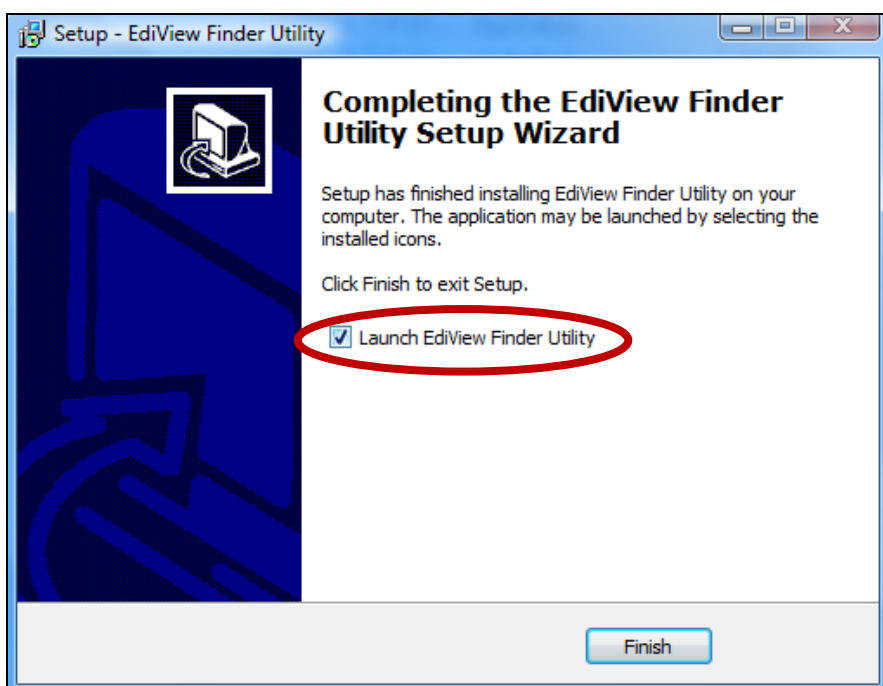 Setup - EdiView Finder Utility
Completing the EdiView Finder
Utility Setup Wizard
Setup has finished installing EdiView Finder Utility on your
computer. The application may be launched by selecting the
installed icons.
Click Finish to exit Setup.
Launch EdiView Finder Utility
Finish